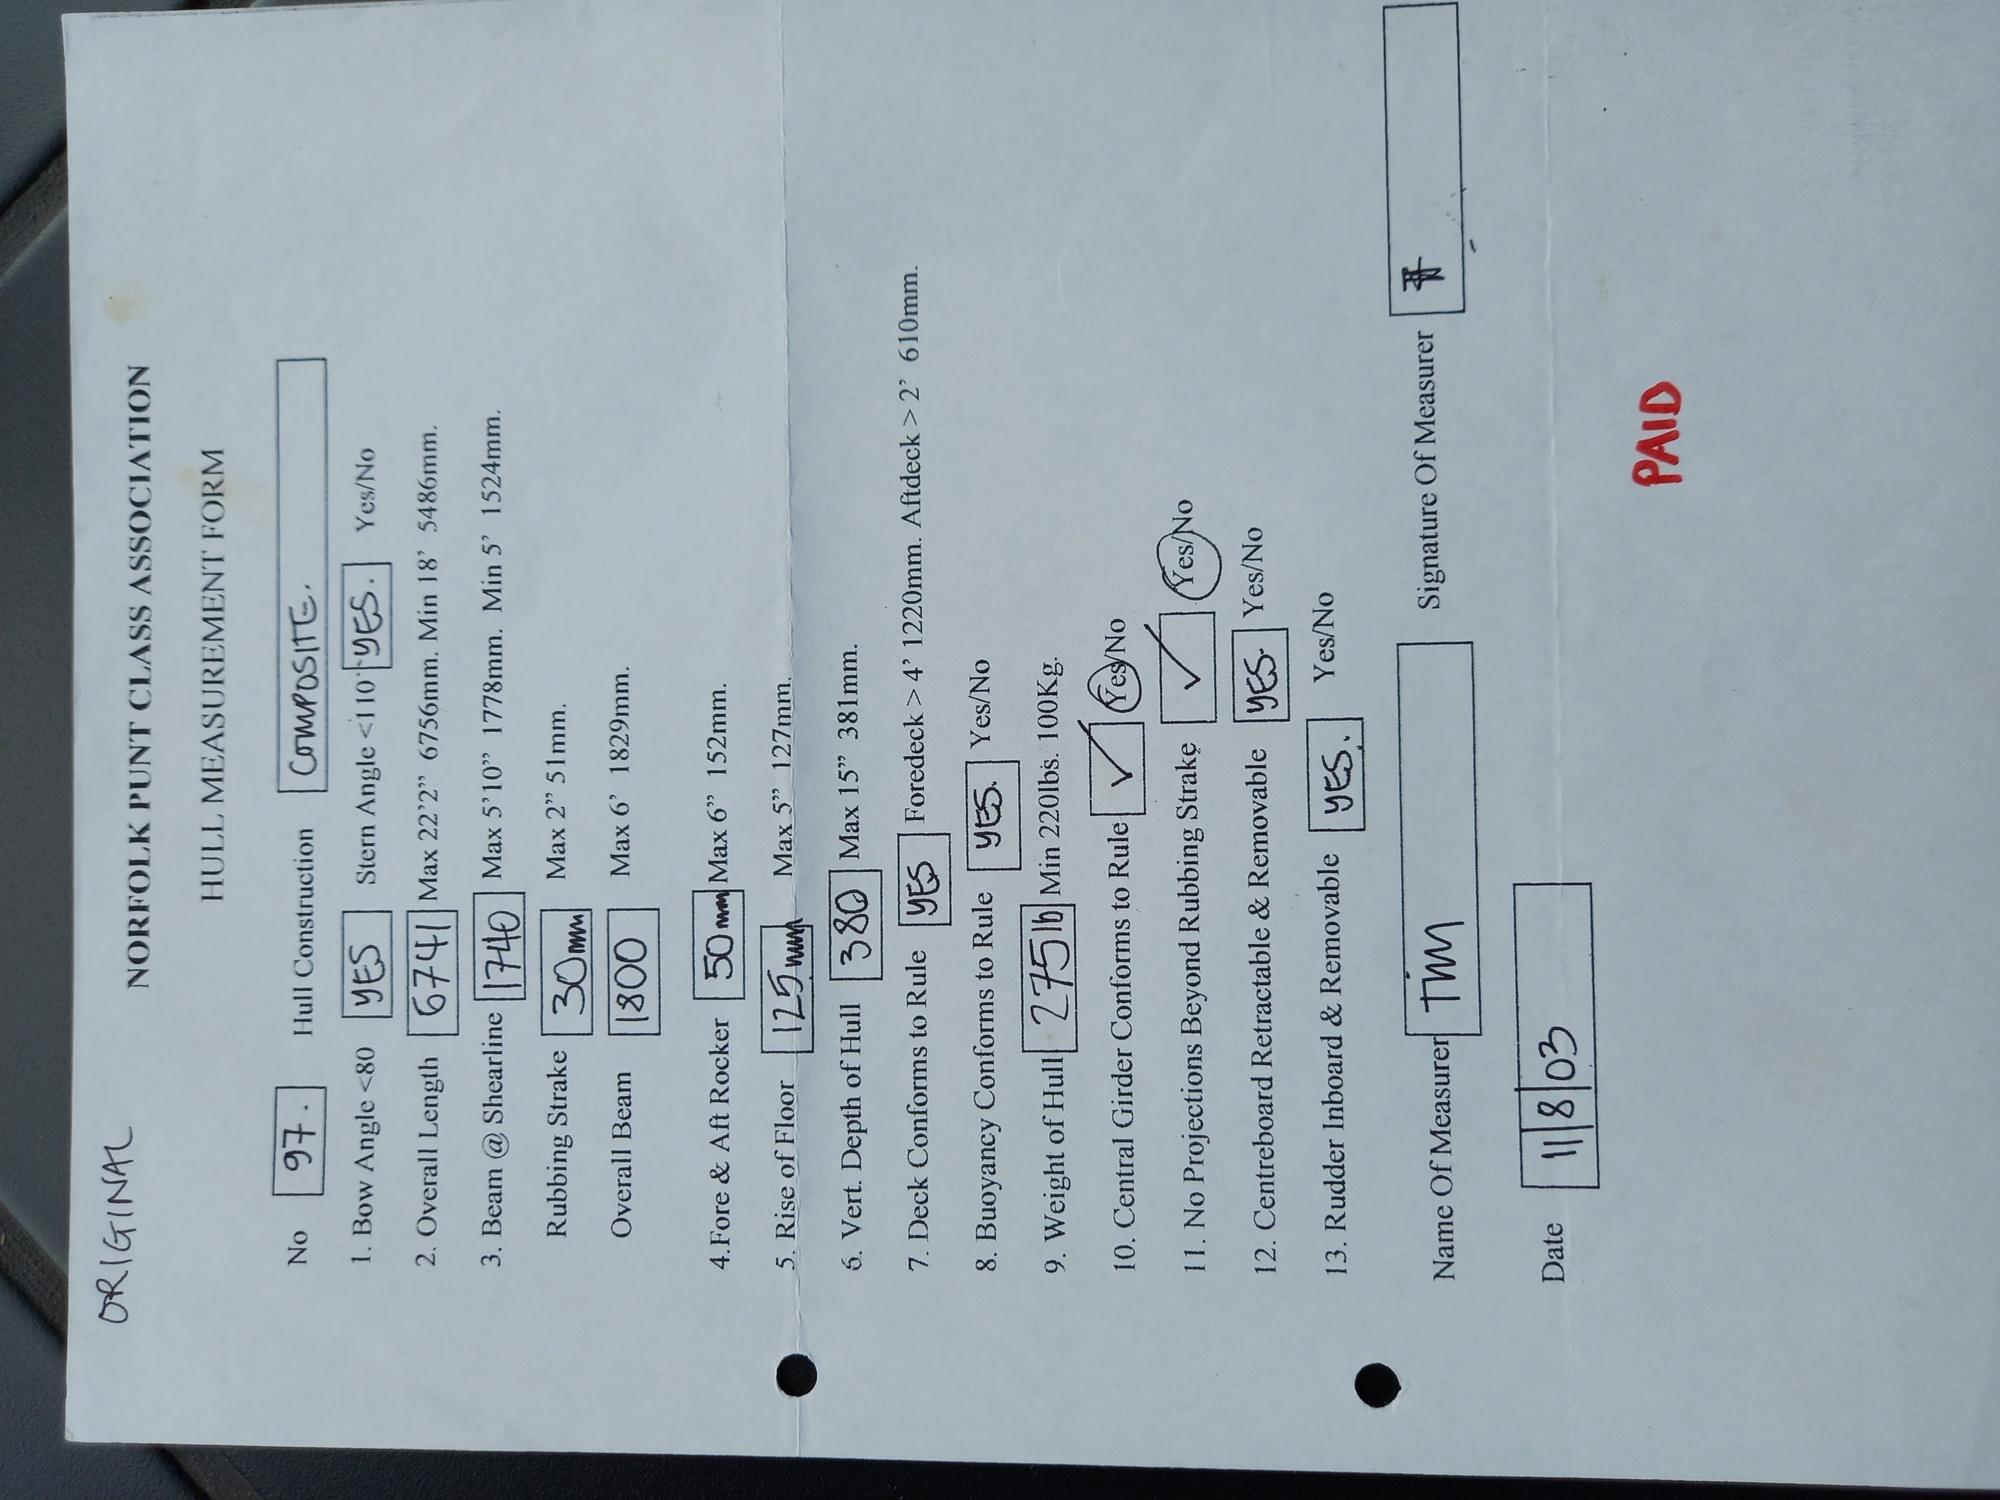 ORIGINAL
NORFOLK PUNT CLASS ASSOCIATION
HULL MEASUREMENT FORM
No 97. Hull Construction COMPOSITE.
1. Bow Angle <80 YES Stern Angle <110 YES. Yes/No
2. Overall Length 6741 Max 22'2" 6756mm. Min 18' 5486mm.
3. Beam @ Shearline 1740 Max 5'10" 1778mm. Min 5' 1524mm.
Rubbing Strake 30mm Max 2" 51mm.
Overall Beam 1800 Max 6' 1829mm.
4.Fore & Aft Rocker 50mm Max 6" 152mm.
5. Rise of Floor 125mm Max 5" 127mm.
6. Vert. Depth of Hull 380 Max 15" 381mm.
7. Deck Conforms to Rule YES Foredeck > 4' 1220mm. Aftdeck > 2' 610mm.
8. Buoyancy Conforms to Rule YES. Yes/No
9. Weight of Hull 275lb Min 220lbs. 100Kg.
10. Central Girder Conforms to Rule ✓ Yes/No
11. No Projections Beyond Rubbing Strake ✓ Yes/No
12. Centreboard Retractable & Removable YES. Yes/No
13. Rudder Inboard & Removable YES. Yes/No
Name Of Measurer Tim Signature Of Measurer
Date 11/8/03
PAID